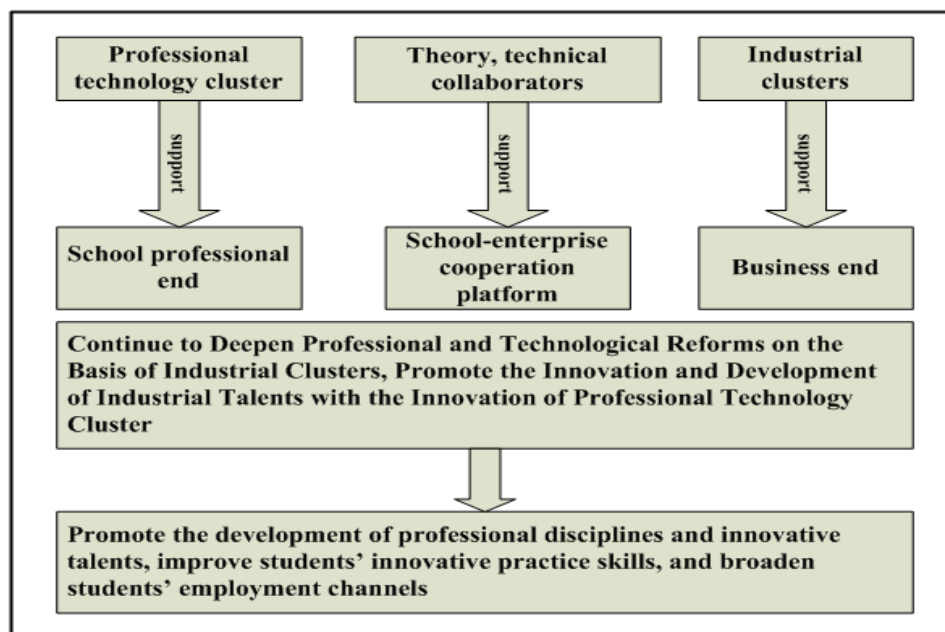 Professional
technology cluster
Theory, technical
collaborators
Industrial
clusters
support
support
support
School professional
end
School-enterprise
cooperation
platform
Business end
Continue to Deepen Professional and Technological Reforms on the
Basis of Industrial Clusters, Promote the Innovation and Development
of Industrial Talents with the Innovation of Professional Technology
Cluster
Promote the development of professional disciplines and innovative
talents, improve students’ innovative practice skills, and broaden
students’ employment channels